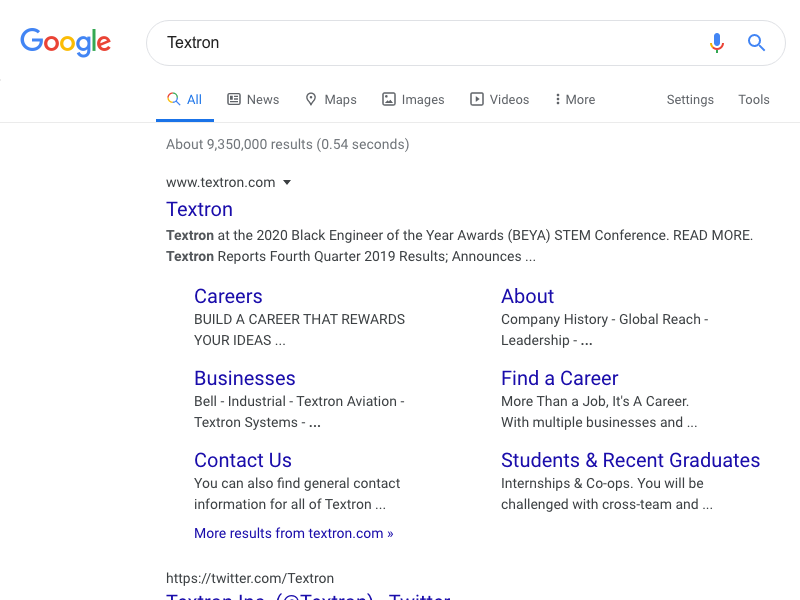 Google
Textron
All
News
Maps
Images
Videos
More
Settings
Tools
About 9,350,000 results (0.54 seconds)
www.textron.com
Textron
Textron at the 2020 Black Engineer of the Year Awards (BEYA) STEM Conference. READ MORE.
Textron Reports Fourth Quarter 2019 Results; Announces ...
Careers
BUILD A CAREER THAT REWARDS
YOUR IDEAS ...
About
Company History - Global Reach -
Leadership - ...
Businesses
Bell - Industrial - Textron Aviation -
Textron Systems - ...
Find a Career
More Than a Job, It's A Career.
With multiple businesses and ...
Contact Us
You can also find general contact
information for all of Textron ...
Students & Recent Graduates
Internships & Co-ops. You will be
challenged with cross-team and ...
More results from textron.com »
https://twitter.com/Textron
Textron Inc. (@Textron) - Twitter